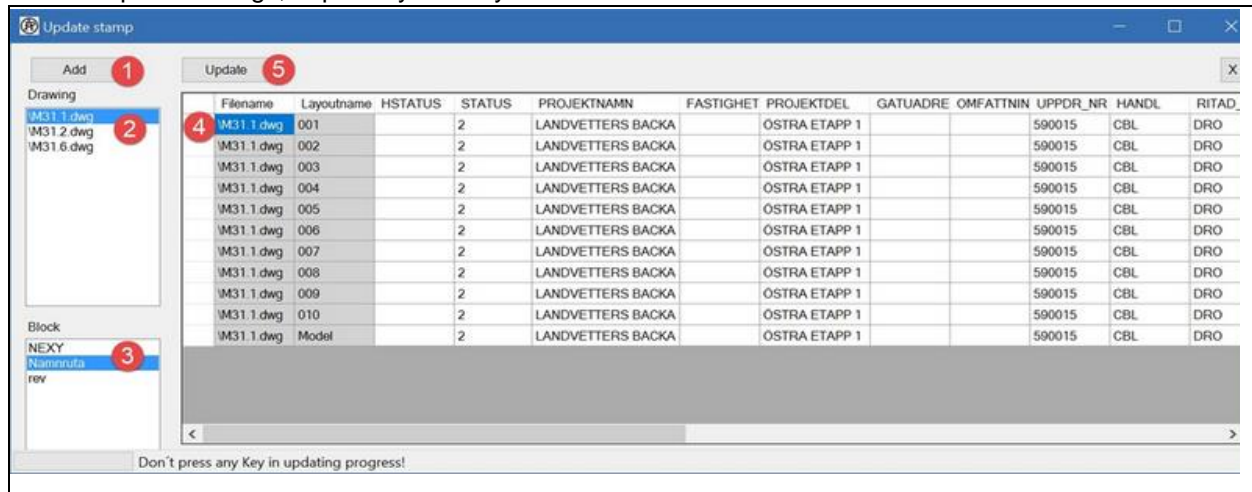 Update stamp
Add 1
Update 5
X
Drawing
\M31.1.dwg
\M31.2.dwg
\M31.6.dwg
2
Filename Layoutname HSTATUS STATUS PROJEKTNAMN FASTIGHET PROJEKTDEL GATUADRE OMFATTNIN UPPDR_NR HANDL RITAD_
4 \M31.1.dwg 001 2 LANDVETTERS BACKA ÖSTRA ETAPP 1 590015 CBL DRO
\M31.1.dwg 002 2 LANDVETTERS BACKA ÖSTRA ETAPP 1 590015 CBL DRO
\M31.1.dwg 003 2 LANDVETTERS BACKA ÖSTRA ETAPP 1 590015 CBL DRO
\M31.1.dwg 004 2 LANDVETTERS BACKA ÖSTRA ETAPP 1 590015 CBL DRO
\M31.1.dwg 005 2 LANDVETTERS BACKA ÖSTRA ETAPP 1 590015 CBL DRO
\M31.1.dwg 006 2 LANDVETTERS BACKA ÖSTRA ETAPP 1 590015 CBL DRO
\M31.1.dwg 007 2 LANDVETTERS BACKA ÖSTRA ETAPP 1 590015 CBL DRO
\M31.1.dwg 008 2 LANDVETTERS BACKA ÖSTRA ETAPP 1 590015 CBL DRO
\M31.1.dwg 009 2 LANDVETTERS BACKA ÖSTRA ETAPP 1 590015 CBL DRO
\M31.1.dwg 010 2 LANDVETTERS BACKA ÖSTRA ETAPP 1 590015 CBL DRO
\M31.1.dwg Model 2 LANDVETTERS BACKA ÖSTRA ETAPP 1 590015 CBL DRO
Block
NEXY
Namnruta 3
rev
Don´t press any Key in updating progress!